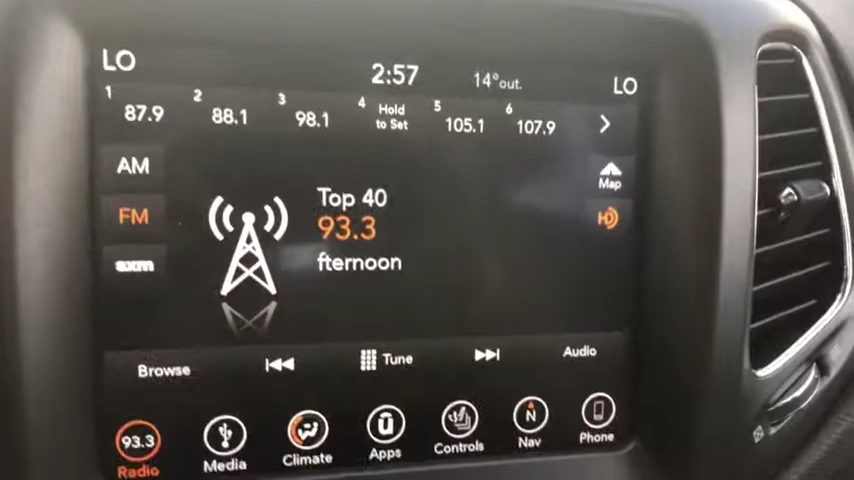 LO 2:57 14° out. LO
1 87.9 2 88.1 3 98.1 4 Hold to Set 5 105.1 6 107.9
AM
Map
Top 40
FM
93.3
HD
sxm
fternoon
Browse Tune Audio
93.3 N
Radio Media Climate Apps Controls Nav Phone